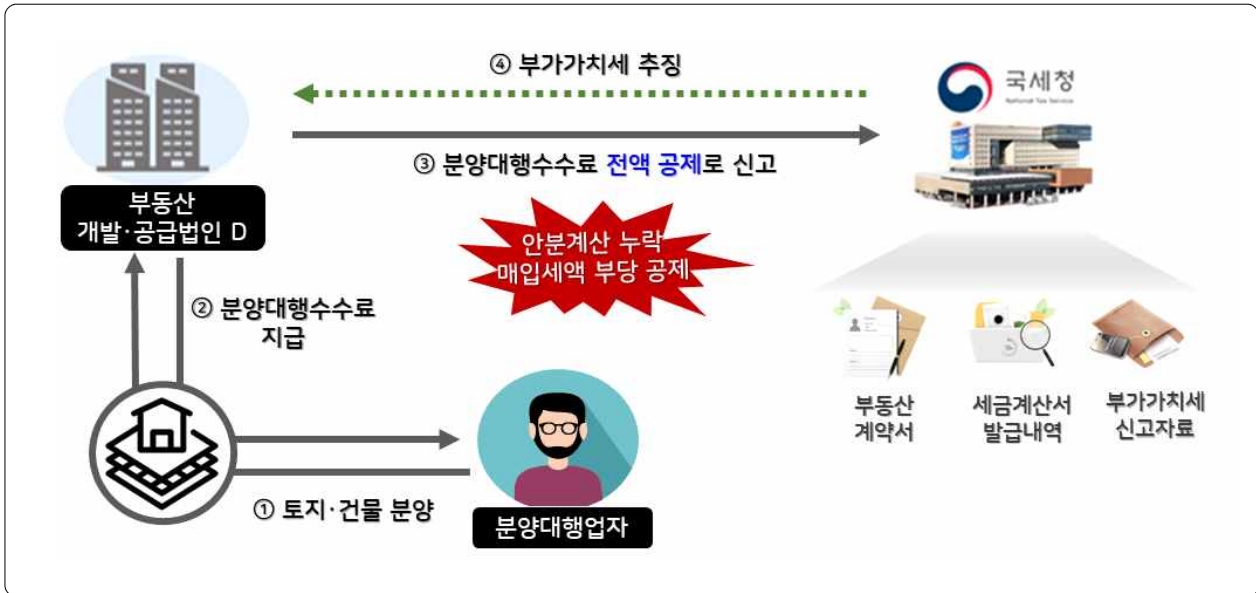 ④ 부가가치세 추징
국세청
National Tax Service
③ 분양대행수수료 전액 공제로 신고
부동산
개발·공급법인 D
안분계산 누락
매입세액 부당 공제
② 분양대행수수료
지급
부동산
계약서
세금계산서
발급내역
부가가치세
신고자료
① 토지·건물 분양
분양대행업자